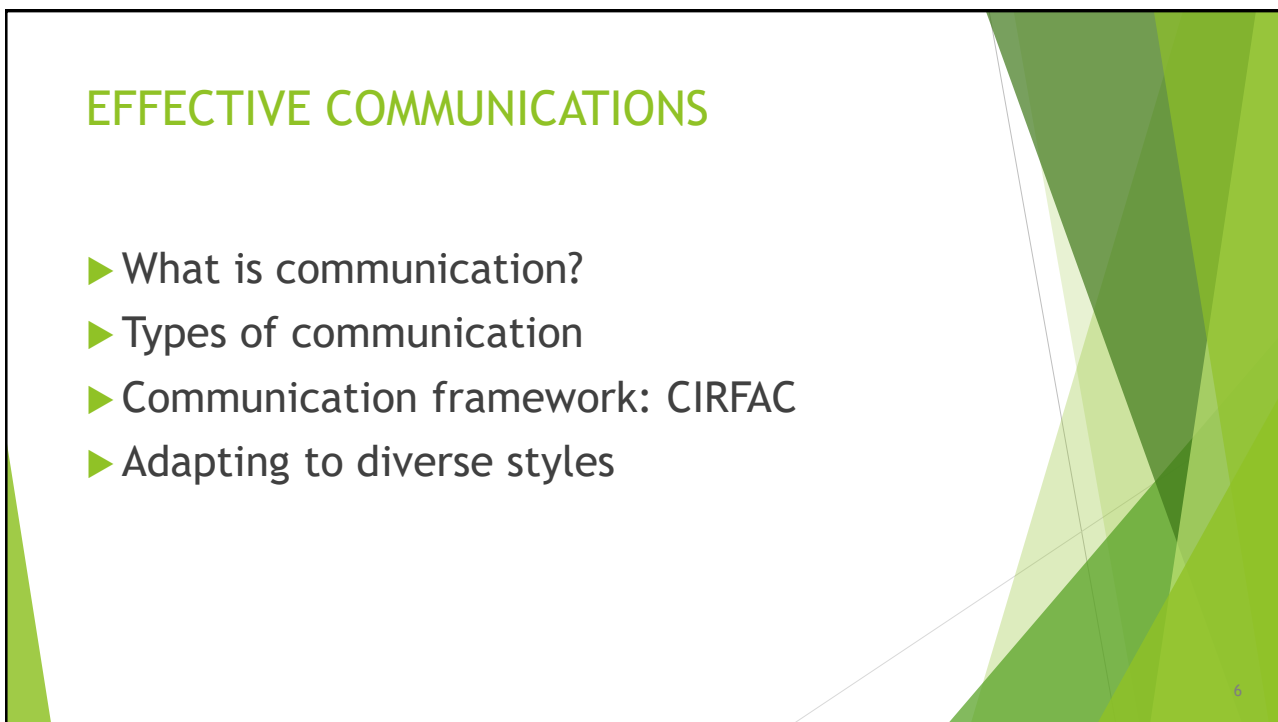 EFFECTIVE COMMUNICATIONS
What is communication?
Types of communication
Communication framework: CIRFAC
Adapting to diverse styles
6